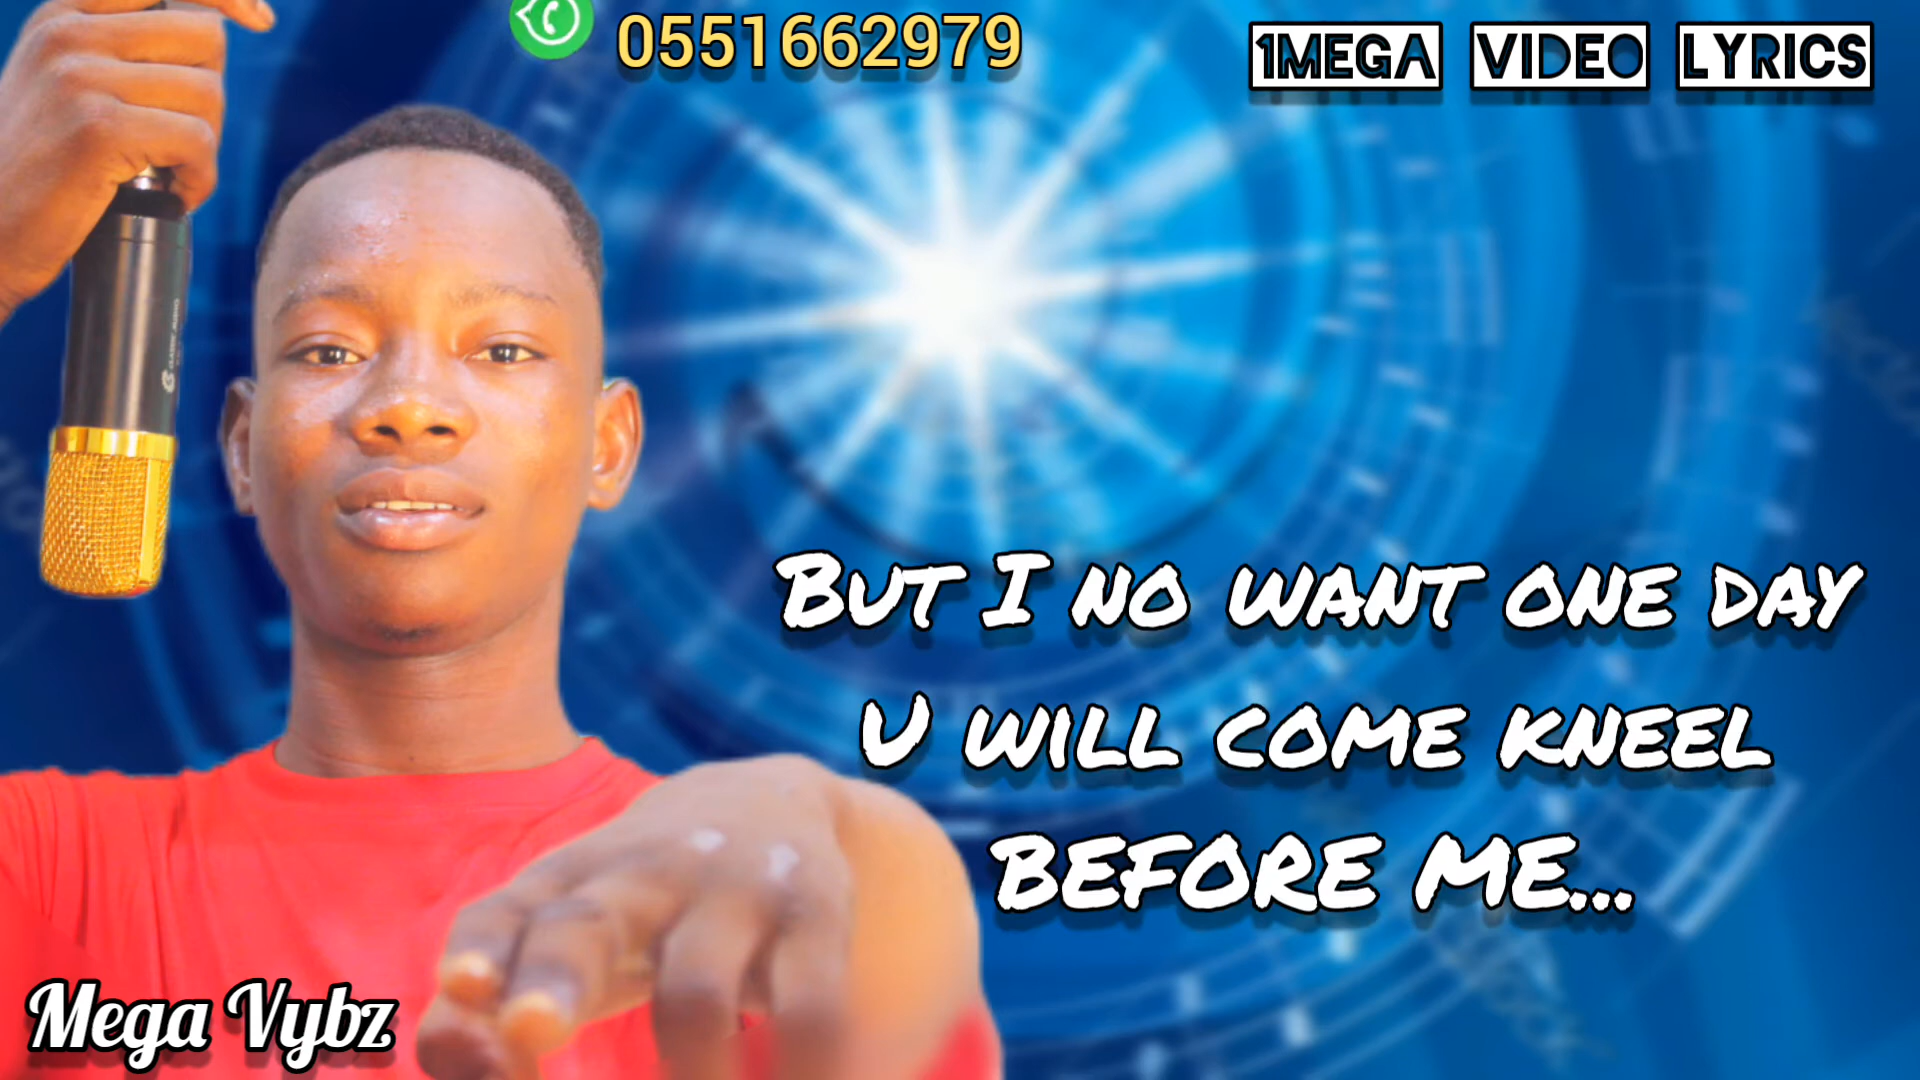 0551662979
1MEGA VIDEO LYRICS
BUT I NO WANT ONE DAY
U WILL COME KNEEL
BEFORE ME...
Mega Vybz